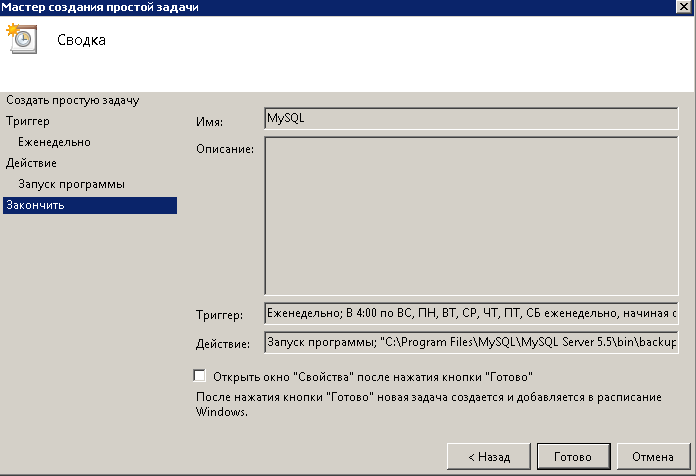 Мастер создания простой задачи
Сводка
Создать простую задачу
Триггер
Еженедельно
Действие
Запуск программы
Закончить
Имя:
MySQL
Описание:
Триггер:
Еженедельно; В 4:00 по ВС, ПН, ВТ, СР, ЧТ, ПТ, СБ еженедельно, начиная с
Действие:
Запуск программы; "C:\Program Files\MySQL\MySQL Server 5.5\bin\backup
Открыть окно "Свойства" после нажатия кнопки "Готово"
После нажатия кнопки "Готово" новая задача создается и добавляется в расписание
Windows.
< Назад
Готово
Отмена